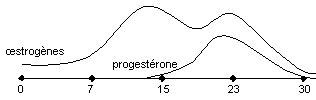 œstrogènes
progestérone
0 7 15 23 30